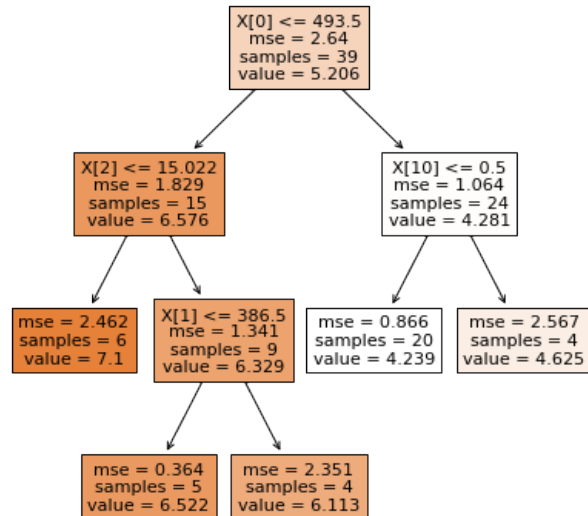 X[0] <= 493.5
mse = 2.64
samples = 39
value = 5.206
X[2] <= 15.022
mse = 1.829
samples = 15
value = 6.576
X[10] <= 0.5
mse = 1.064
samples = 24
value = 4.281
mse = 2.462
samples = 6
value = 7.1
X[1] <= 386.5
mse = 1.341
samples = 9
value = 6.329
mse = 0.866
samples = 20
value = 4.239
mse = 2.567
samples = 4
value = 4.625
mse = 0.364
samples = 5
value = 6.522
mse = 2.351
samples = 4
value = 6.113